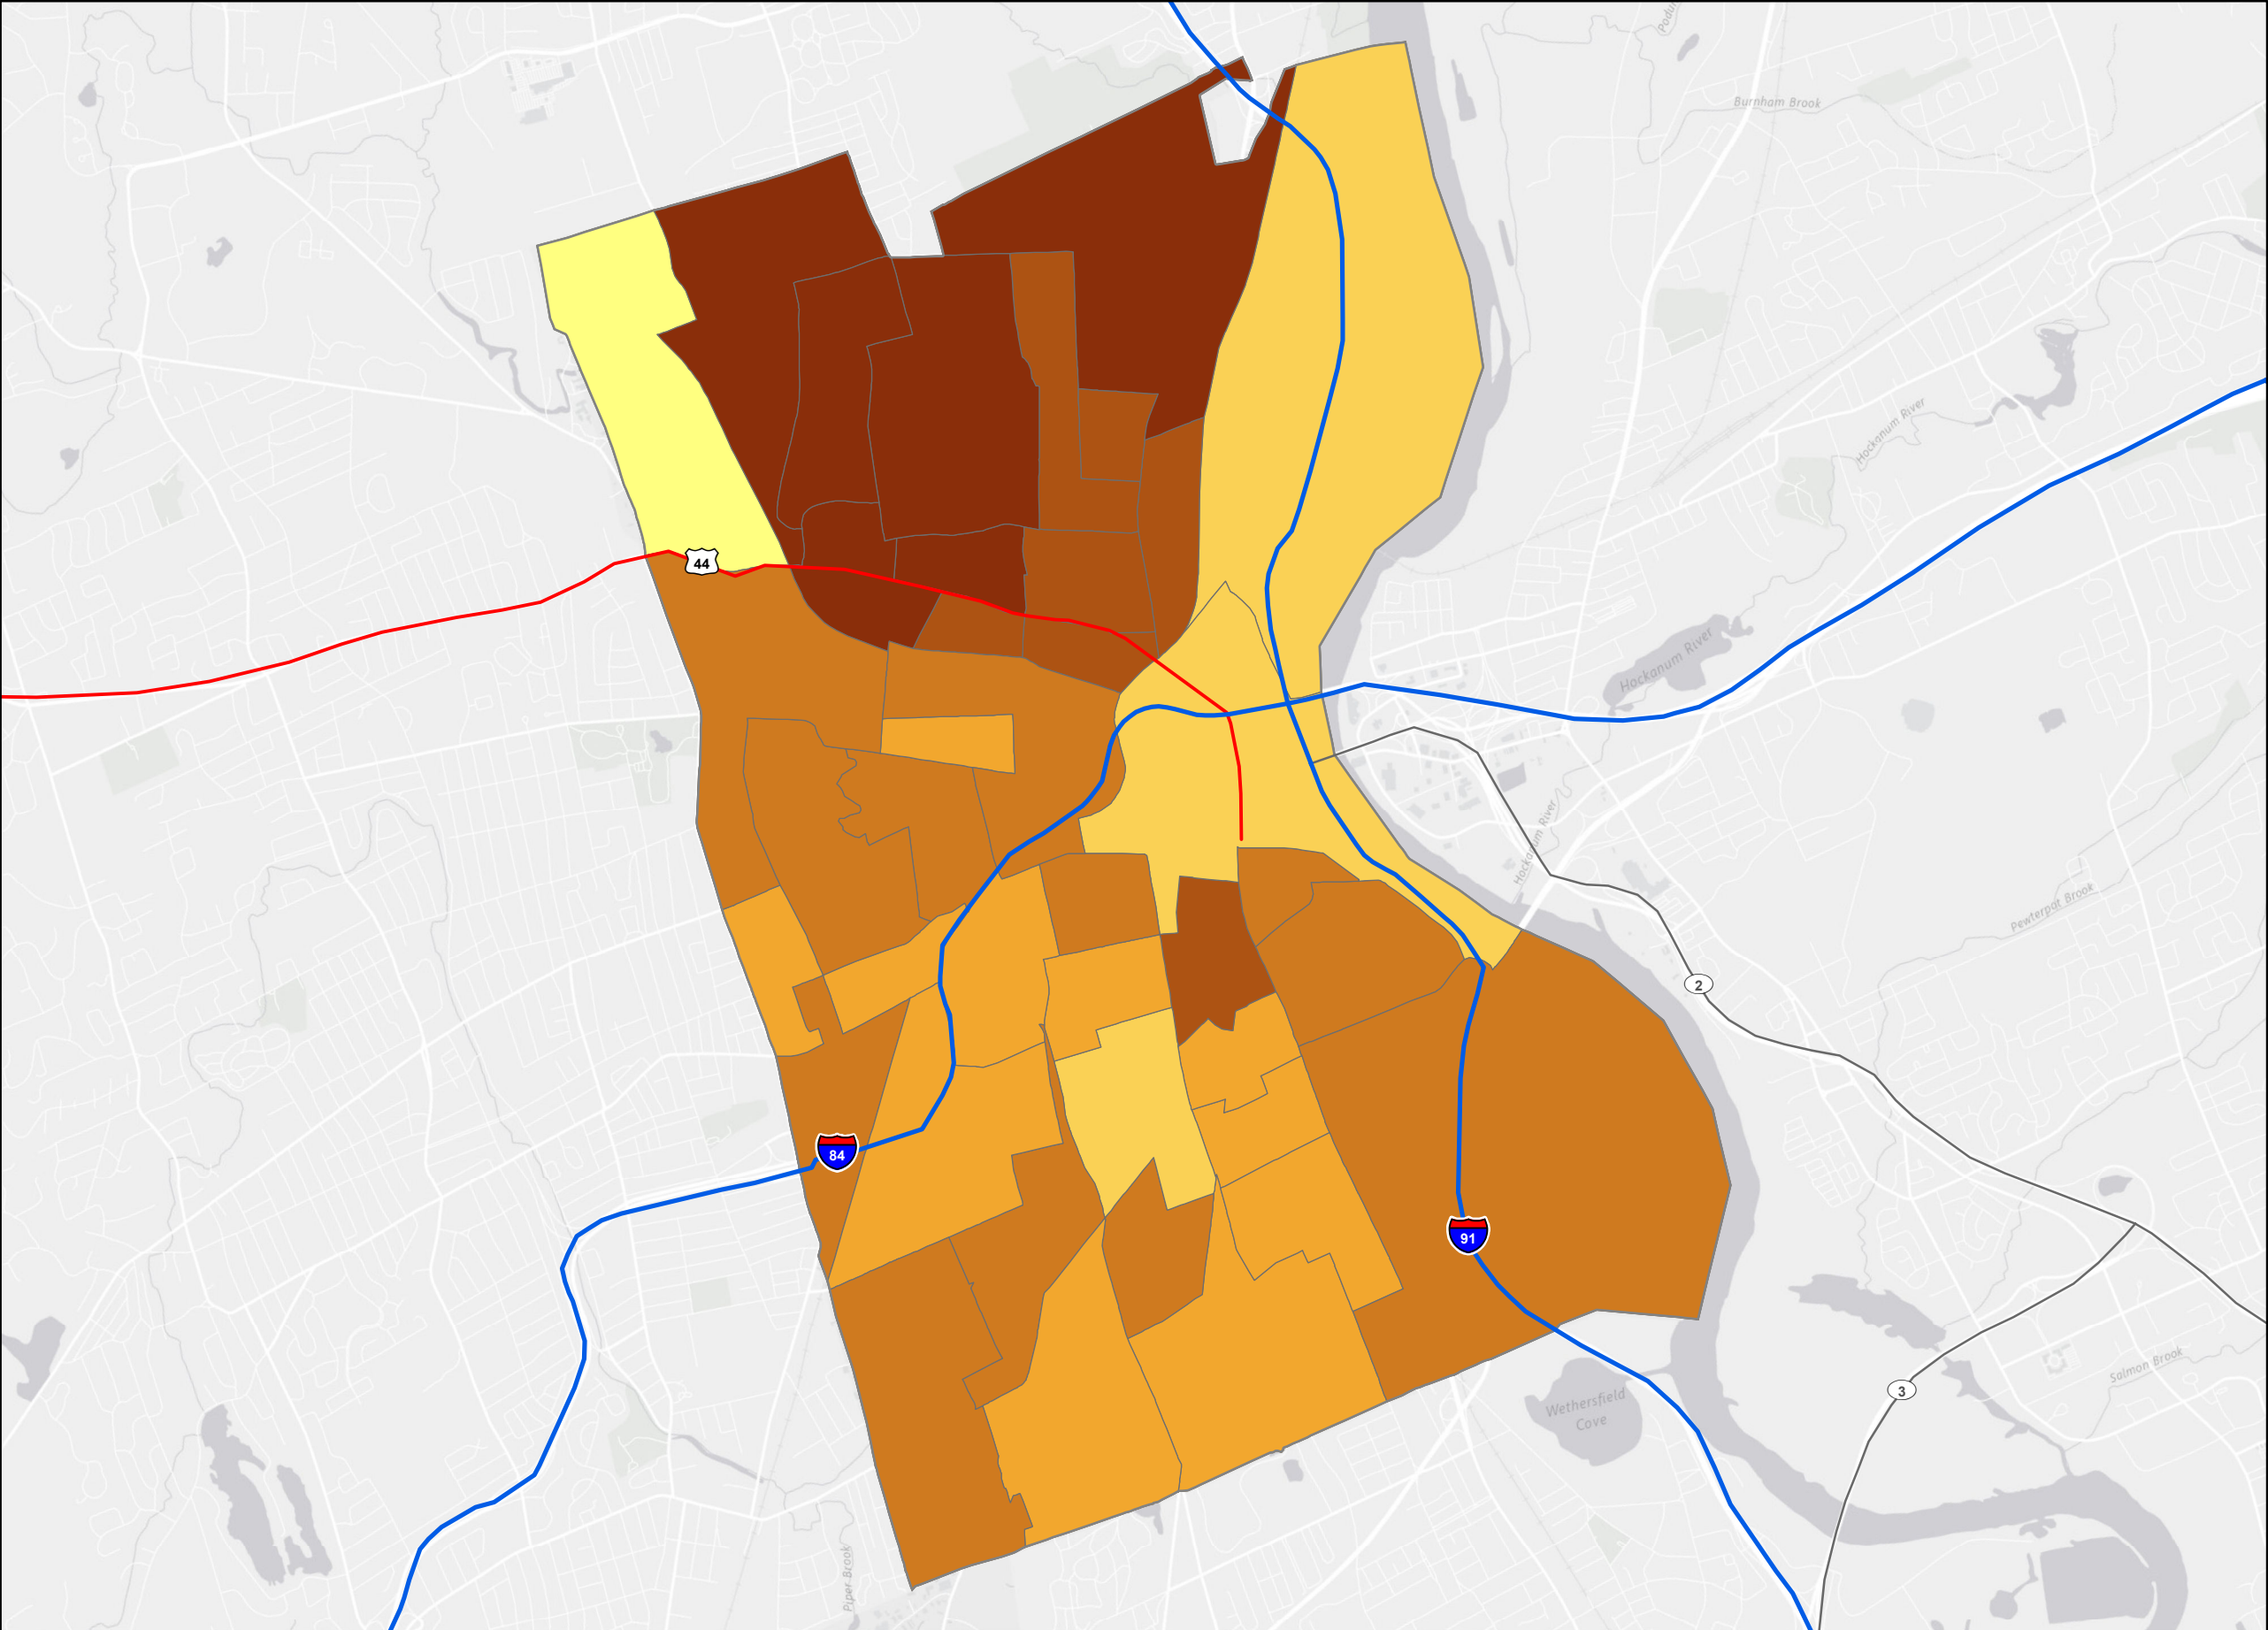 Podu
Burnham Brook
Hockanum River
44
Hockanum River
Hockanum River
Pewterpot Brook
2
84
91
Salmon Brook
3
Wethersfield
Cove
Piper Brook